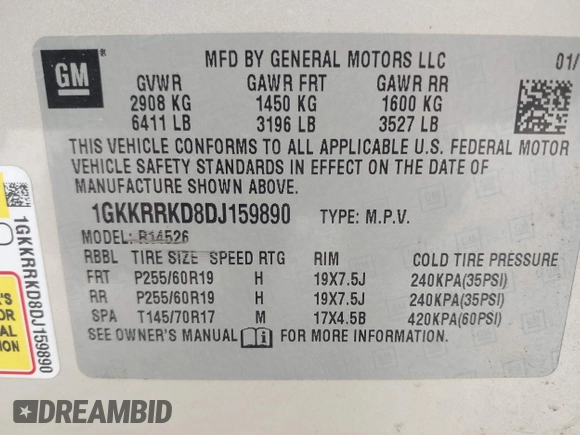 GM
MFD BY GENERAL MOTORS LLC 01/
GVWR GAWR FRT GAWR RR
2908 KG 1450 KG 1600 KG
6411 LB 3196 LB 3527 LB
THIS VEHICLE CONFORMS TO ALL APPLICABLE U.S. FEDERAL MOTOR
VEHICLE SAFETY STANDARDS IN EFFECT ON THE DATE OF
MANUFACTURE SHOWN ABOVE.
1GKKRRKD8DJ159890 TYPE: M.P.V.
MODEL: R14526
RBBL TIRE SIZE SPEED RTG RIM COLD TIRE PRESSURE
FRT P255/60R19 H 19X7.5J 240KPA(35PSI)
RR P255/60R19 H 19X7.5J 240KPA(35PSI)
SPA T145/70R17 M 17X4.5B 420KPA(60PSI)
SEE OWNER'S MANUAL FOR MORE INFORMATION
1GKKRRKD8DJ159890
DREAMBID